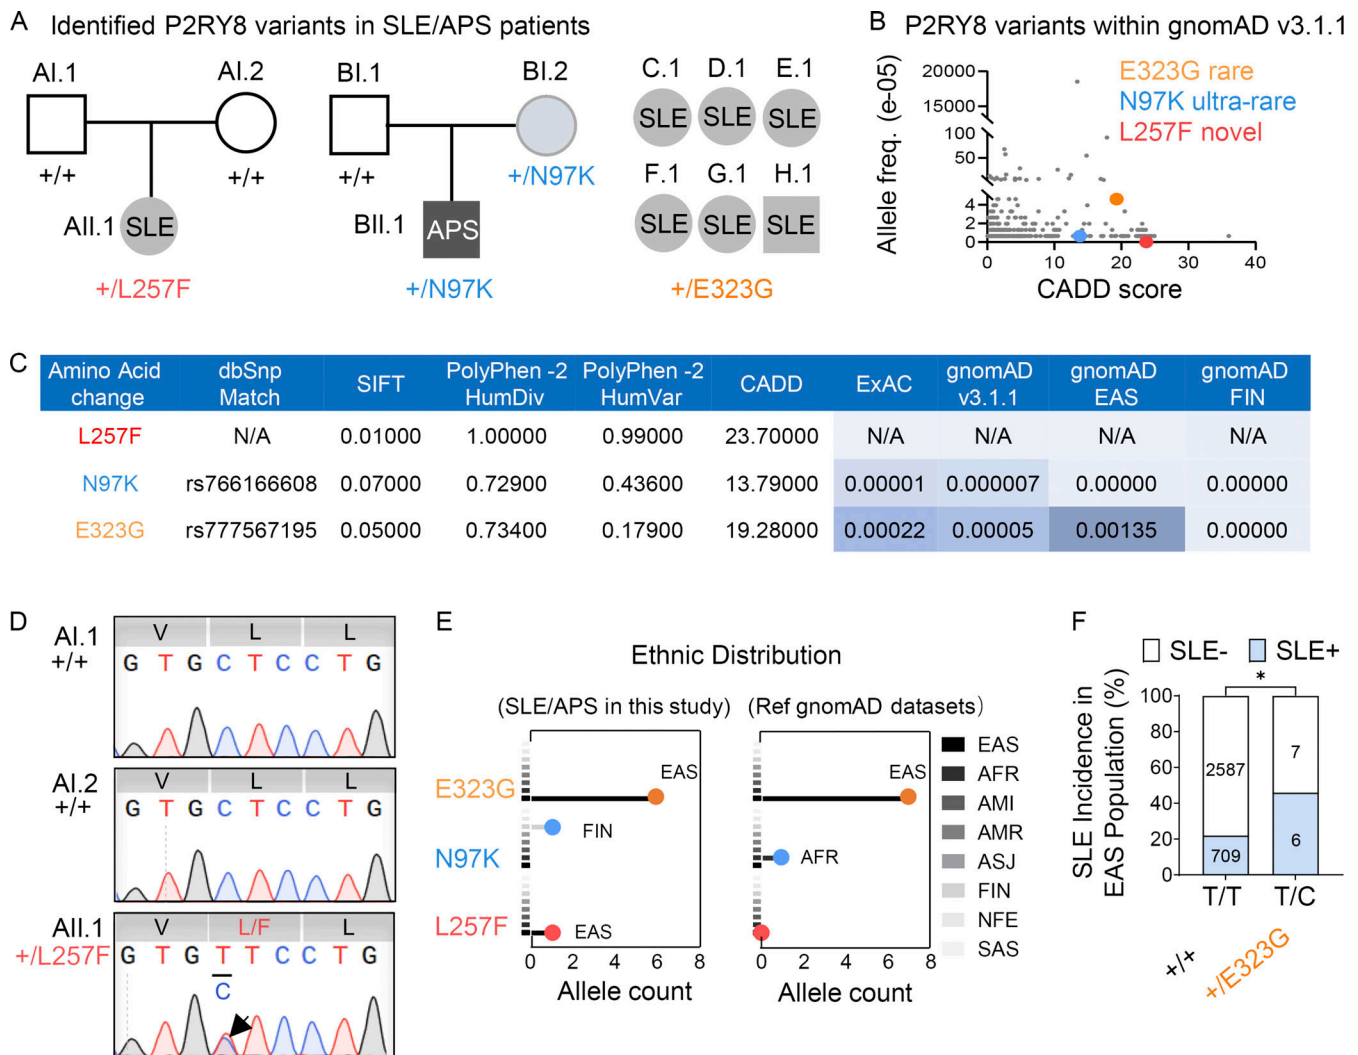 A Identified P2RY8 variants in SLE/APS patients
AI.1
AI.2
+/+
+/+
AII.1
SLE
+/L257F
BI.1
BI.2
+/+
+/N97K
BII.1
APS
+/N97K
C.1 D.1 E.1
SLE SLE SLE
F.1 G.1 H.1
SLE SLE SLE
+/E323G
B P2RY8 variants within gnomAD v3.1.1
Allele freq. (e-05)
20000
15000
100
50
4
2
0
0 10 20 30 40
CADD score
E323G rare
N97K ultra-rare
L257F novel
C
Amino Acid change dbSnp Match SIFT PolyPhen -2 HumDiv PolyPhen -2 HumVar CADD ExAC gnomAD v3.1.1 gnomAD EAS gnomAD FIN
L257F N/A 0.01000 1.00000 0.99000 23.70000 N/A N/A N/A N/A
N97K rs766166608 0.07000 0.72900 0.43600 13.79000 0.00001 0.000007 0.00000 0.00000
E323G rs777567195 0.05000 0.73400 0.17900 19.28000 0.00022 0.00005 0.00135 0.00000
D
AI.1
+/+
V L L
G T G C T C C T G
AI.2
+/+
V L L
G T G C T C C T G
AII.1
+/L257F
V L/F L
G T G T T C C T G
C
E
Ethnic Distribution
(SLE/APS in this study)
(Ref gnomAD datasets)
E323G
N97K
L257F
EAS
FIN
EAS
0 2 4 6 8
Allele count
EAS
AFR
0 2 4 6 8
Allele count
EAS
AFR
AMI
AMR
ASJ
FIN
NFE
SAS
F
SLE- SLE+
*
SLE Incidence in
EAS Population (%)
100
80
60
40
20
0
2587
709
7
6
T/T T/C
+/+
+/E323G